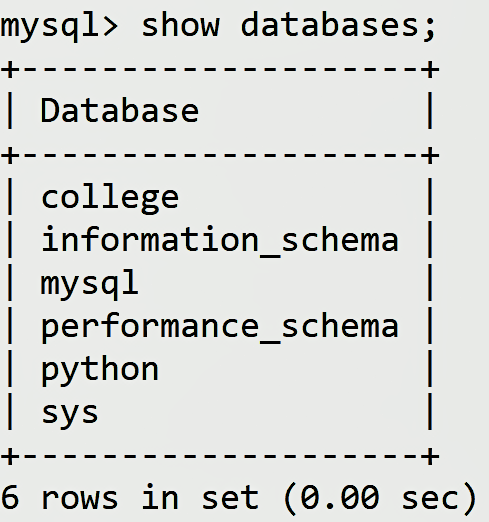 mysql> show databases;
+--------------------+
| Database           |
+--------------------+
| college            |
| information_schema |
| mysql              |
| performance_schema |
| python             |
| sys                |
+--------------------+
6 rows in set (0.00 sec)